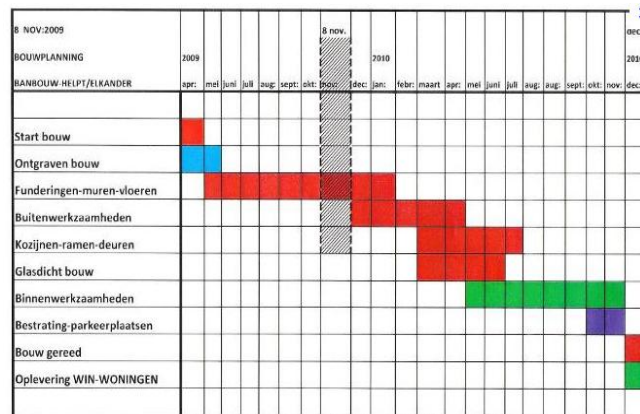 8 NOV:2009 8 nov. dec
BOUWPLANNING 2009 2010 201
BANBOUW-HELPT/ELKANDER apr: mei juni juli aug: sept: okt: nov: dec: jan: febr: maart apr: mei juni juli aug: aug: sept: okt: nov: dec:
Start bouw
Ontgraven bouw
Funderingen-muren-vloeren
Buitenwerkzaamheden
Kozijnen-ramen-deuren
Glasdicht bouw
Binnenwerkzaamheden
Bestrating-parkeerplaatsen
Bouw gereed
Oplevering WIN-WONINGEN